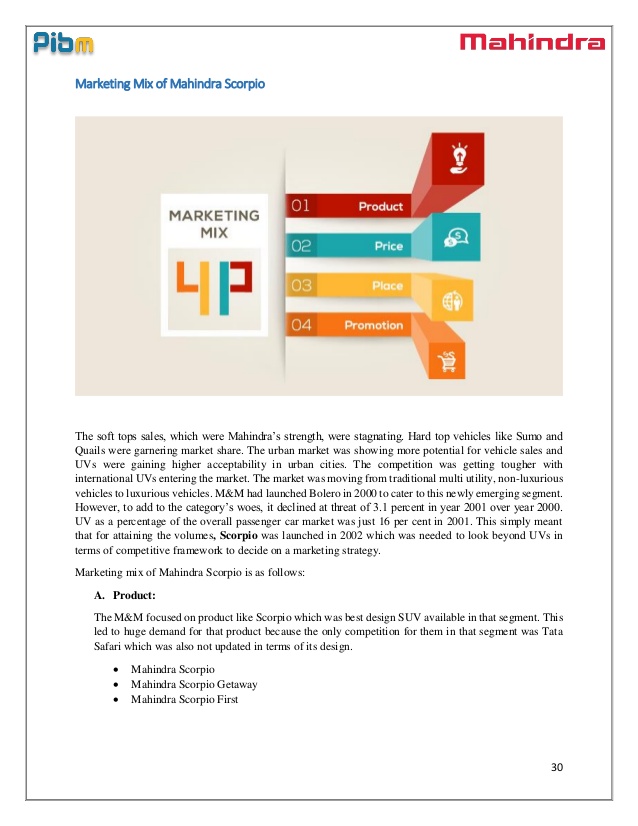 Pibm
Mahindra
Marketing Mix of Mahindra Scorpio
MARKETING
MIX
4P
01 Product
02 Price
03 Place
04 Promotion
The soft tops sales, which were Mahindra's strength, were stagnating. Hard top vehicles like Sumo and
Quails were garnering market share. The urban market was showing more potential for vehicle sales and
UVs were gaining higher acceptability in urban cities. The competition was getting tougher with
international UVs entering the market. The market was moving from traditional multi utility, non-luxurious
vehicles to luxurious vehicles. M&M had launched Bolero in 2000 to cater to this newly emerging segment.
However, to add to the category's woes, it declined at threat of 3.1 percent in year 2001 over year 2000.
UV as a percentage of the overall passenger car market was just 16 per cent in 2001. This simply meant
that for attaining the volumes, Scorpio was launched in 2002 which was needed to look beyond UVs in
terms of competitive framework to decide on a marketing strategy.
Marketing mix of Mahindra Scorpio is as follows:
A. Product:
The M&M focused on product like Scorpio which was best design SUV available in that segment. This
led to huge demand for that product because the only competition for them in that segment was Tata
Safari which was also not updated in terms of its design.
• Mahindra Scorpio
• Mahindra Scorpio Getaway
• Mahindra Scorpio First
30